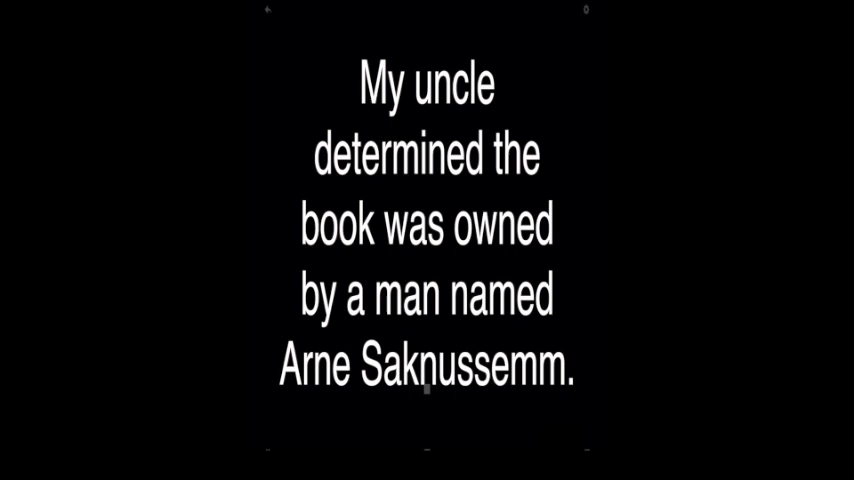 My uncle
determined the
book was owned
by a man named
Arne Saknussemm.